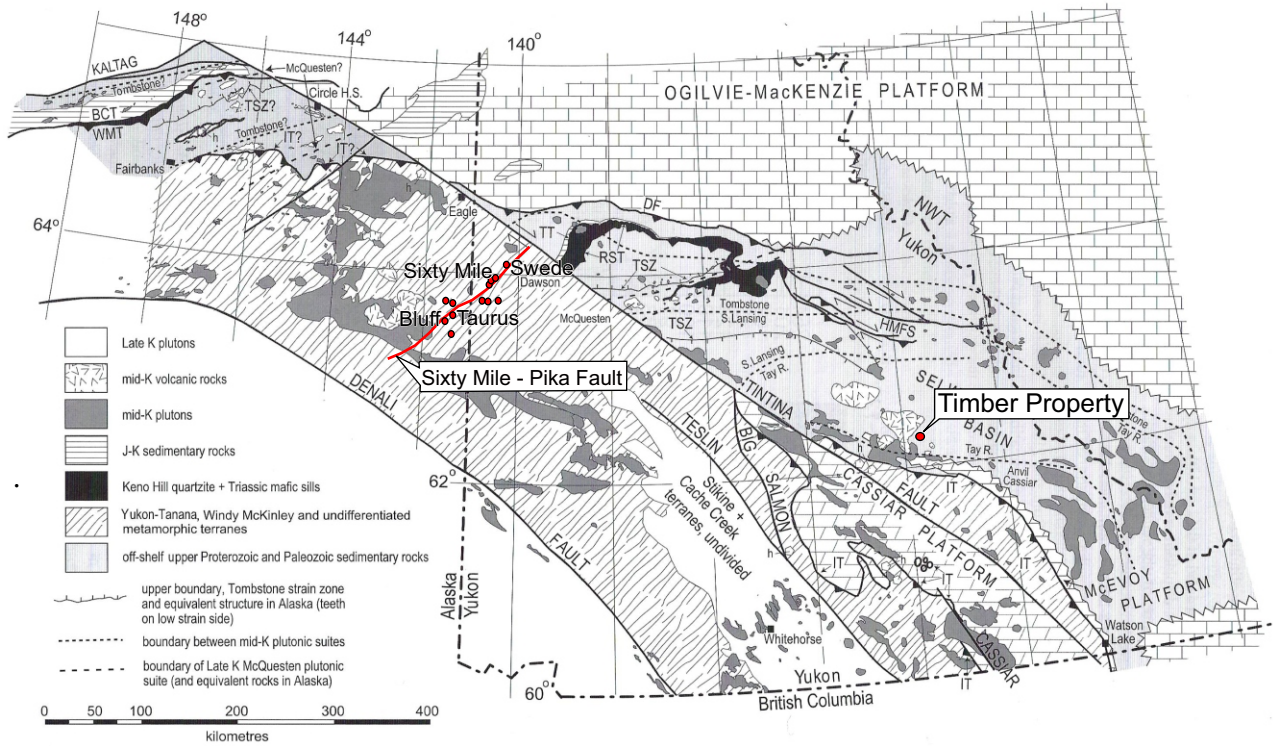 148°
144°
140°
KALTAG
Tombstone?
McQuesten?
Circle H.S.
TSZ?
BCT
WMT
h
Tombstone?
IT?
IT?
Fairbanks
OGILVIE-MacKENZIE PLATFORM
64°
h
Eagle
DF
NWT
Yukon
TT
RST
TSZ
TSZ
Sixty Mile
Swede
Dawson
Tombstone
S. Lansing
McQuesten
TSZ
HMFS
Bluff
Taurus
S. Lansing
Tay R.
Sixty Mile - Pika Fault
SELWYN
BASIN
Timber Property
Tombstone
Tay R.
DENALI
FAULT
TINTINA
FAULT
TESLIN
BIG
SALMON
h
Tay R.
Anvil
Cassiar
IT
CASSIAR
PLATFORM
62°
Stikine +
Cache Creek
terranes, undivided
h
IT
h
IT
IT
McEVOY
PLATFORM
Alaska
Yukon
Whitehorse
Watson
Lake
CASSIAR
IT
60°
Yukon
British Columbia
Late K plutons
mid-K volcanic rocks
mid-K plutons
J-K sedimentary rocks
Keno Hill quartzite + Triassic mafic sills
Yukon-Tanana, Windy McKinley and undifferentiated
metamorphic terranes
off-shelf upper Proterozoic and Paleozoic sedimentary rocks
upper boundary, Tombstone strain zone
and equivalent structure in Alaska (teeth
on low strain side)
boundary between mid-K plutonic suites
boundary of Late K McQuesten plutonic
suite (and equivalent rocks in Alaska)
0 50 100 200 300 400
kilometres